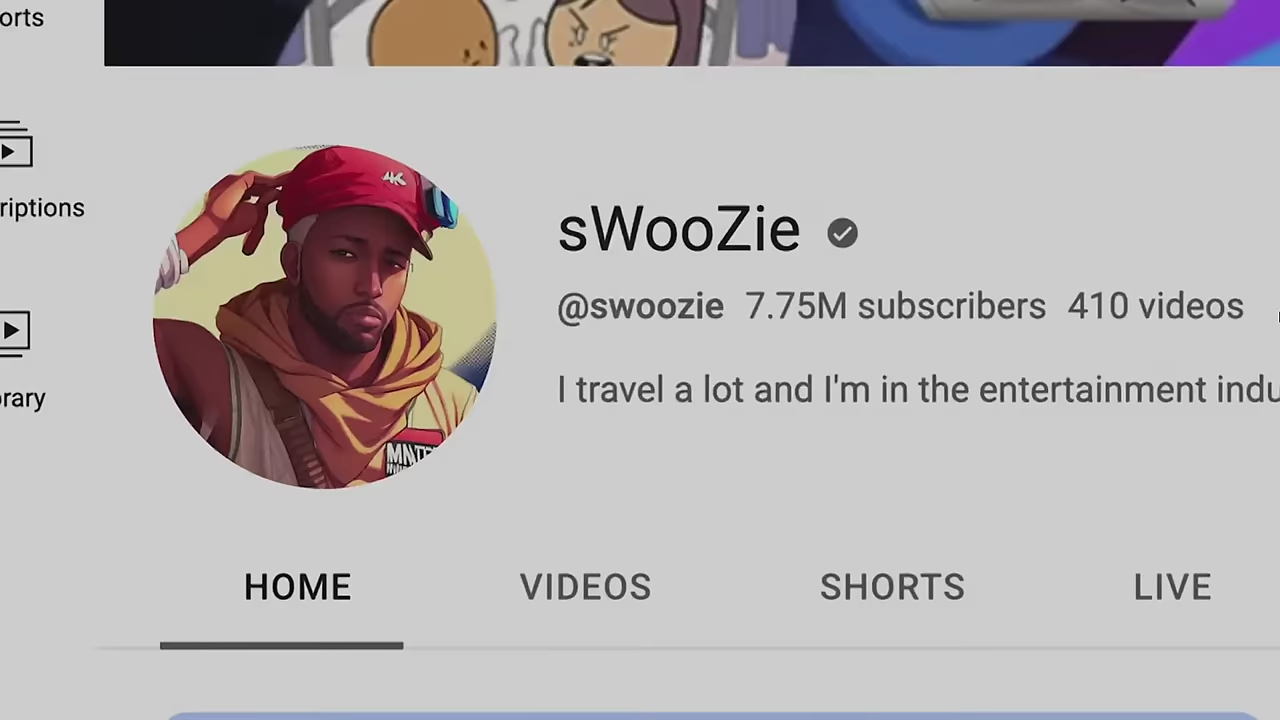 orts
riptions
rary
4K
sWooZie
@swoozie 7.75M subscribers 410 videos
I travel a lot and I'm in the entertainment indu
HOME VIDEOS SHORTS LIVE